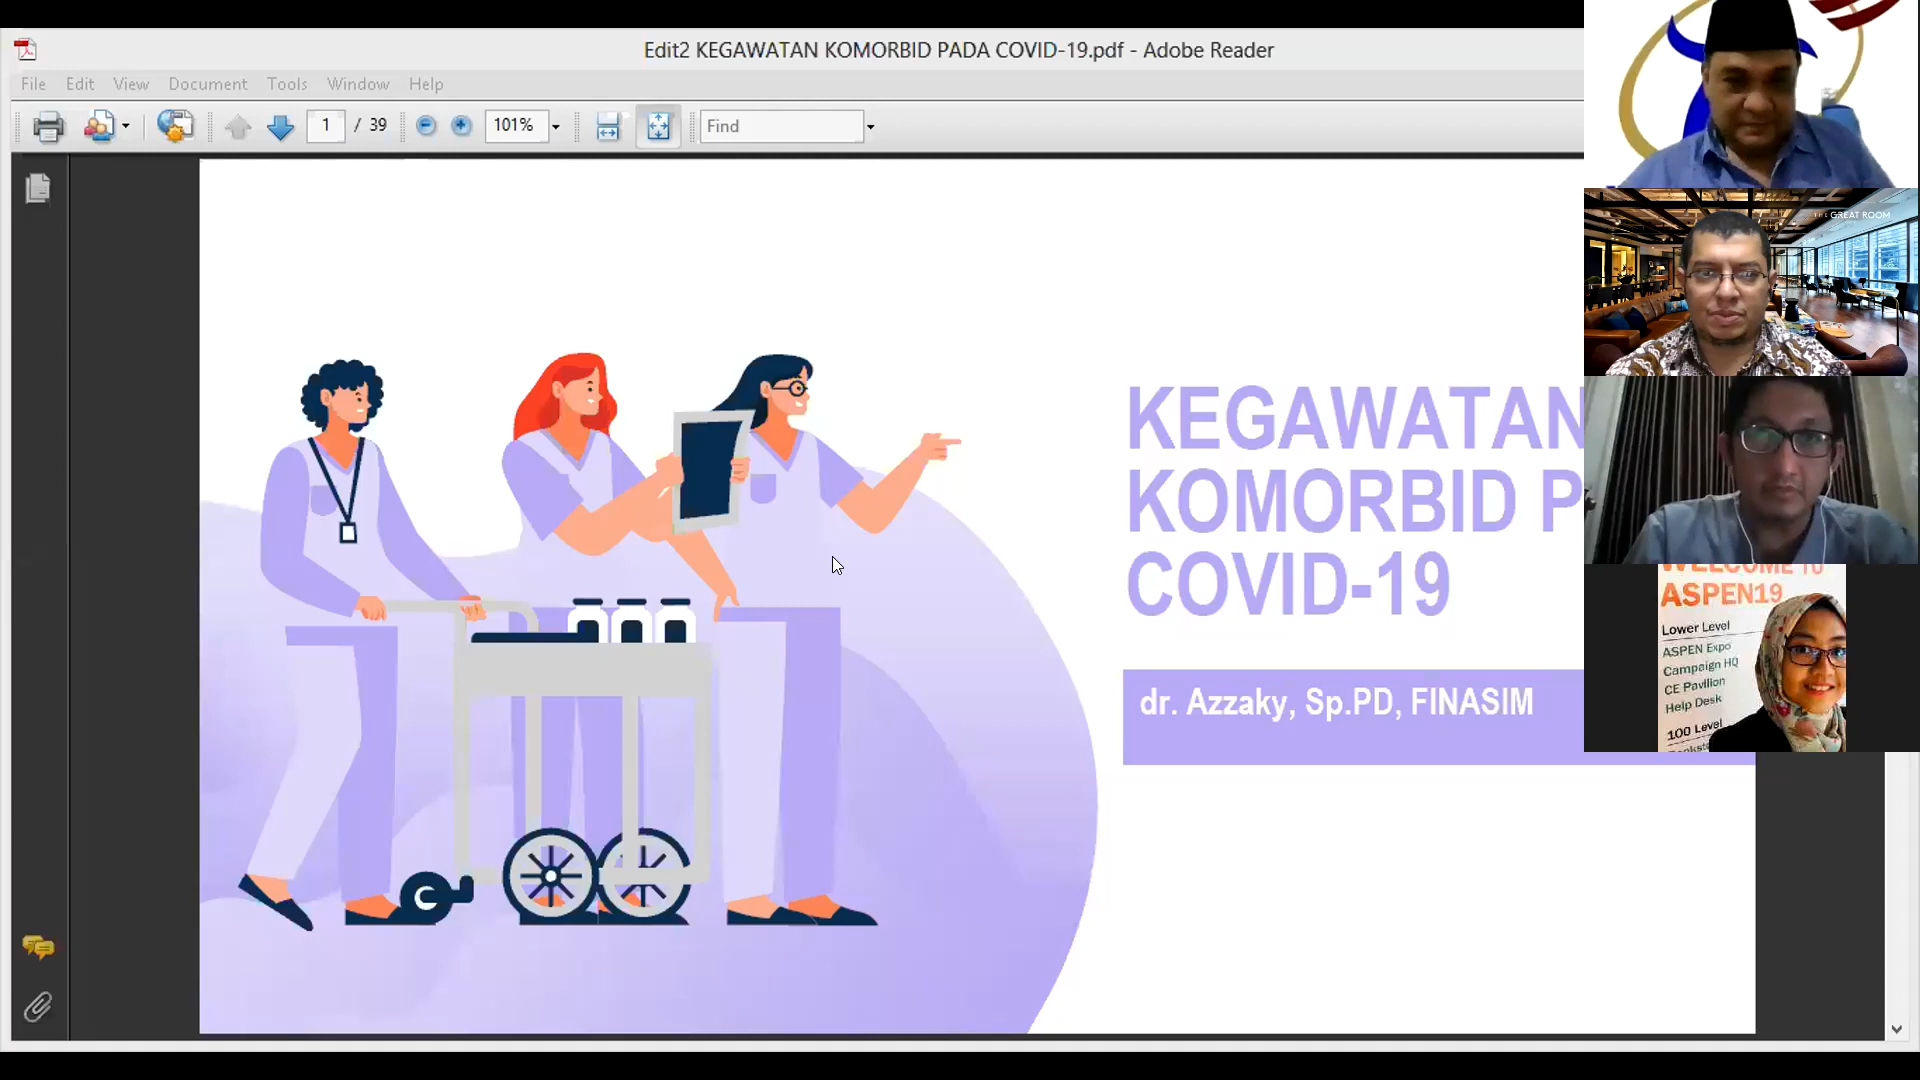 Edit2 KEGAWATAN KOMORBID PADA COVID-19.pdf - Adobe Reader
File Edit View Document Tools Window Help
1 / 39 101% Find
KEGAWATAN
KOMORBID P
COVID-19
dr. Azzaky, Sp.PD, FINASIM
GREAT ROOM
WELCOME TO
ASPEN19
Lower Level
ASPEN Expo
Campaign HQ
CE Pavilion
Help Desk
100 Level